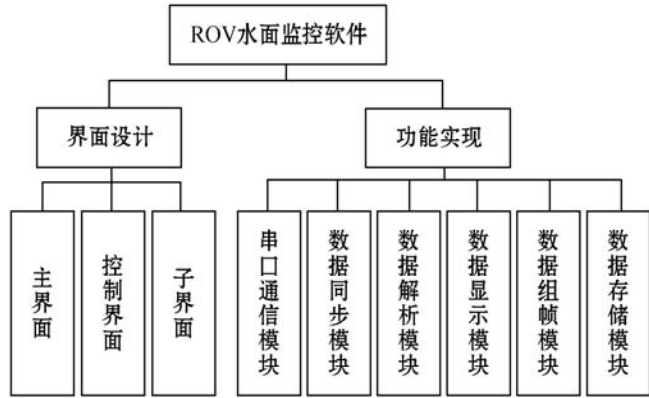 ROV水面监控软件
界面设计
功能实现
主界面
控制界面
子界面
串口通信模块
数据同步模块
数据解析模块
数据显示模块
数据组帧模块
数据存储模块